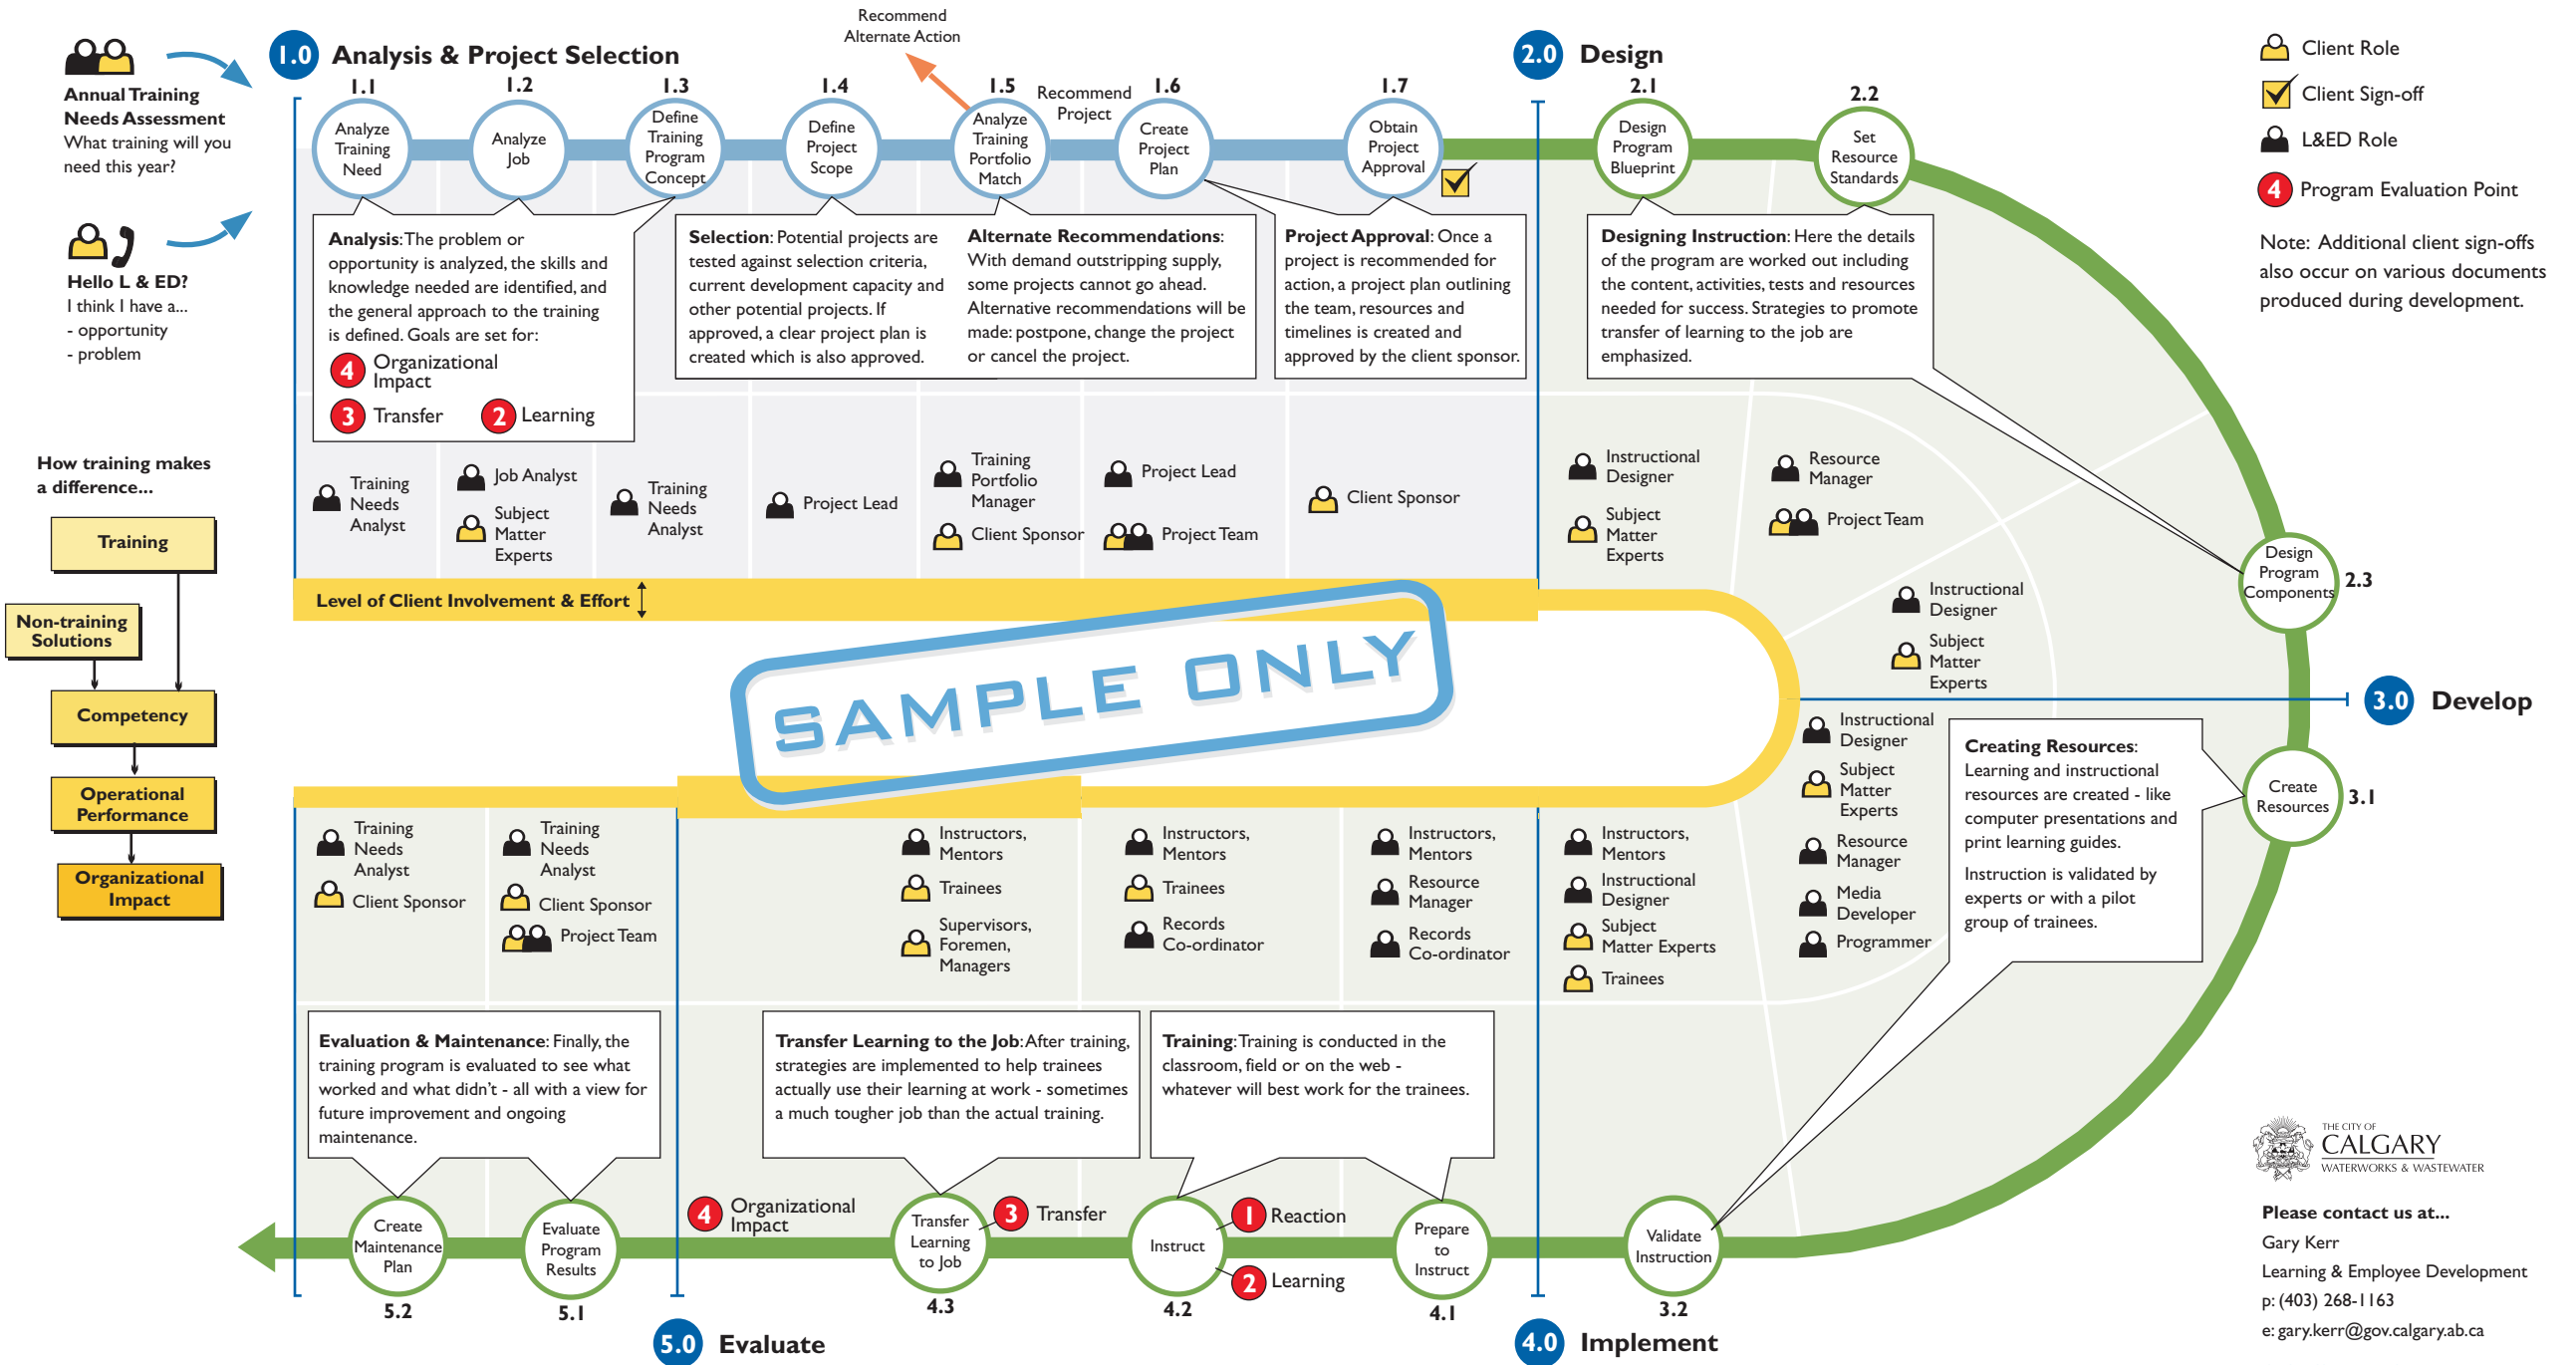 Recommend
Alternate Action
1.0 Analysis & Project Selection
2.0 Design
Annual Training
Needs Assessment
What training will you
need this year?
Hello L & ED?
I think I have a...
- opportunity
- problem
1.1
Analyze
Training
Need
1.2
Analyze
Job
1.3
Define
Training
Program
Concept
1.4
Define
Project
Scope
1.5
Analyze
Training
Portfolio
Match
Recommend
Project
1.6
Create
Project
Plan
1.7
Obtain
Project
Approval
2.1
Design
Program
Blueprint
2.2
Set
Resource
Standards
Client Role
Client Sign-off
L&ED Role
4 Program Evaluation Point
Note: Additional client sign-offs
also occur on various documents
produced during development.
Analysis: The problem or
opportunity is analyzed, the skills and
knowledge needed are identified, and
the general approach to the training
is defined. Goals are set for:
4 Organizational
Impact
3 Transfer
2 Learning
Selection: Potential projects are
tested against selection criteria,
current development capacity and
other potential projects. If
approved, a clear project plan is
created which is also approved.
Alternate Recommendations:
With demand outstripping supply,
some projects cannot go ahead.
Alternative recommendations will be
made: postpone, change the project
or cancel the project.
Project Approval: Once a
project is recommended for
action, a project plan outlining
the team, resources and
timelines is created and
approved by the client sponsor.
Designing Instruction: Here the details
of the program are worked out including
the content, activities, tests and resources
needed for success. Strategies to promote
transfer of learning to the job are
emphasized.
Training
Needs
Analyst
Job Analyst
Subject
Matter
Experts
Training
Needs
Analyst
Project Lead
Training
Portfolio
Manager
Client Sponsor
Project Lead
Project Team
Client Sponsor
Instructional
Designer
Subject
Matter
Experts
Resource
Manager
Project Team
Design
Program
Components
2.3
Instructional
Designer
Subject
Matter
Experts
How training makes
a difference...
Training
Non-training
Solutions
Competency
Operational
Performance
Organizational
Impact
Level of Client Involvement & Effort
SAMPLE ONLY
3.0 Develop
Instructional
Designer
Subject
Matter
Experts
Resource
Manager
Media
Developer
Programmer
Creating Resources:
Learning and instructional
resources are created - like
computer presentations and
print learning guides.
Instruction is validated by
experts or with a pilot
group of trainees.
Create
Resources
3.1
Training
Needs
Analyst
Client Sponsor
Training
Needs
Analyst
Client Sponsor
Project Team
Instructors,
Mentors
Trainees
Supervisors,
Foremen,
Managers
Instructors,
Mentors
Trainees
Records
Co-ordinator
Instructors,
Mentors
Resource
Manager
Records
Co-ordinator
Instructors,
Mentors
Instructional
Designer
Subject
Matter Experts
Trainees
Evaluation & Maintenance: Finally, the
training program is evaluated to see what
worked and what didn't - all with a view for
future improvement and ongoing
maintenance.
Transfer Learning to the Job: After training,
strategies are implemented to help trainees
actually use their learning at work - sometimes
a much tougher job than the actual training.
Training: Training is conducted in the
classroom, field or on the web -
whatever will best work for the trainees.
Create
Maintenance
Plan
5.2
Evaluate
Program
Results
5.1
4 Organizational
Impact
Transfer
Learning
to Job
4.3
3 Transfer
Instruct
4.2
1 Reaction
2 Learning
Prepare
to
Instruct
4.1
Validate
Instruction
3.2
5.0 Evaluate
4.0 Implement
THE CITY OF
CALGARY
WATERWORKS & WASTEWATER
Please contact us at...
Gary Kerr
Learning & Employee Development
p: (403) 268-1163
e: gary.kerr@gov.calgary.ab.ca